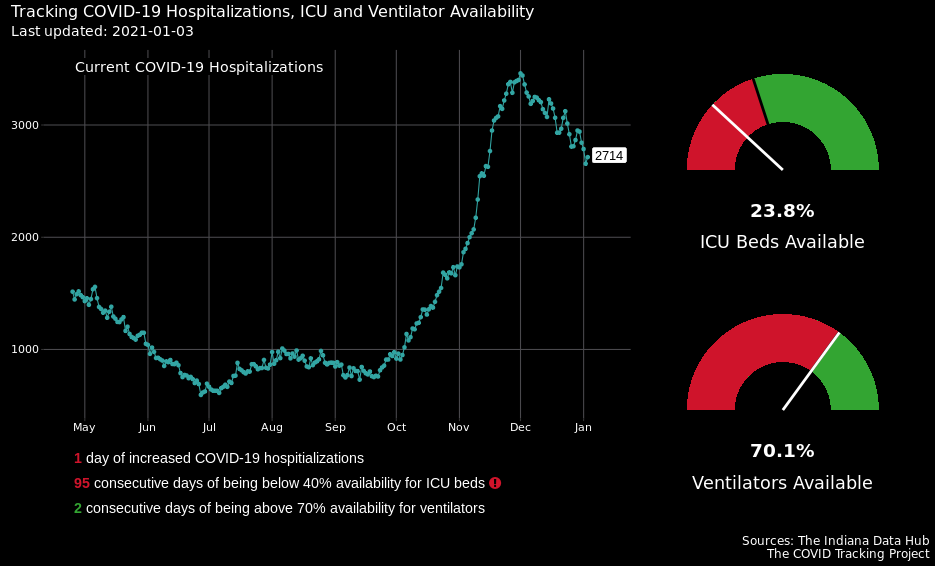 Tracking COVID-19 Hospitalizations, ICU and Ventilator Availability
Last updated: 2021-01-03
Current COVID-19 Hospitalizations
3000
2000
1000
2714
May Jun Jul Aug Sep Oct Nov Dec Jan
23.8%
ICU Beds Available
70.1%
Ventilators Available
1 day of increased COVID-19 hospitializations
95 consecutive days of being below 40% availability for ICU beds !
2 consecutive days of being above 70% availability for ventilators
Sources: The Indiana Data Hub
The COVID Tracking Project